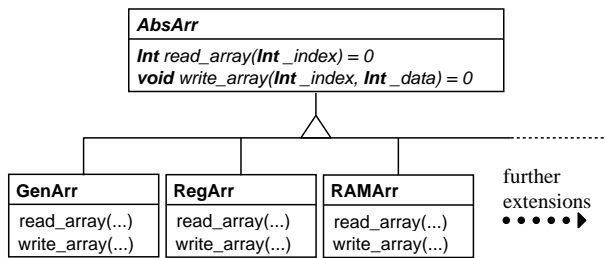 AbsArr
Int read_array(Int _index) = 0
void write_array(Int _index, Int _data) = 0
GenArr
read_array(...)
write_array(...)
RegArr
read_array(...)
write_array(...)
RAMArr
read_array(...)
write_array(...)
further
extensions